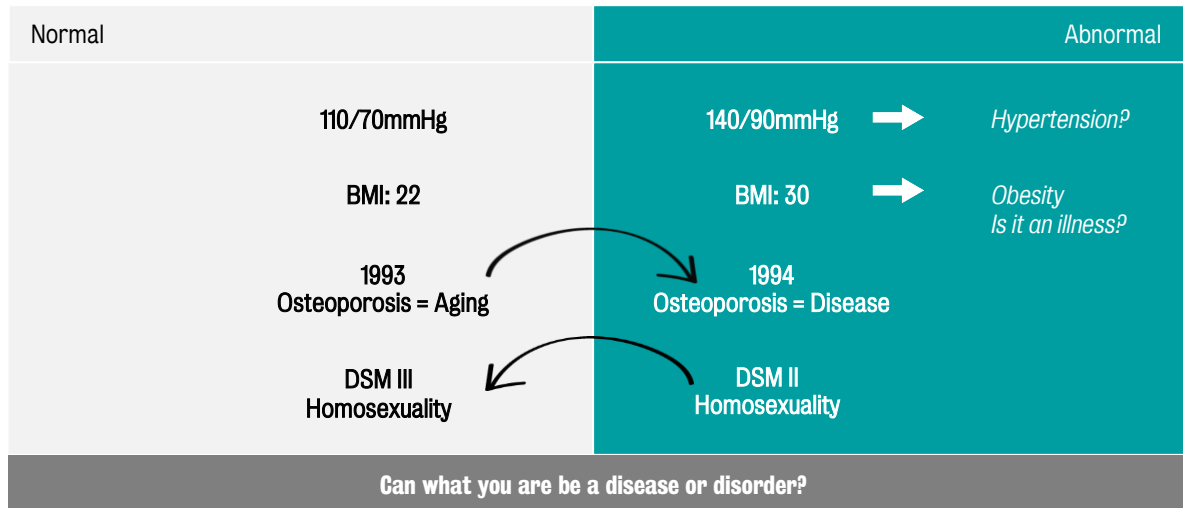 Normal
Abnormal
110/70mmHg
140/90mmHg
Hypertension?
BMI: 22
BMI: 30
Obesity
Is it an illness?
1993
Osteoporosis = Aging
1994
Osteoporosis = Disease
DSM III
Homosexuality
DSM II
Homosexuality
Can what you are be a disease or disorder?